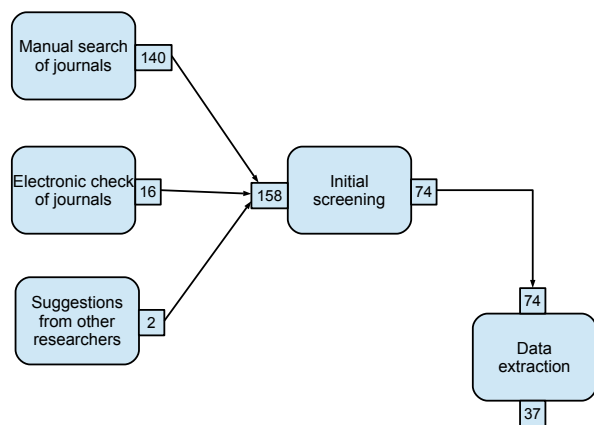 Manual search
of journals
140
Electronic check
of journals
16
158
Initial
screening
74
Suggestions
from other
researchers
2
74
Data
extraction
37